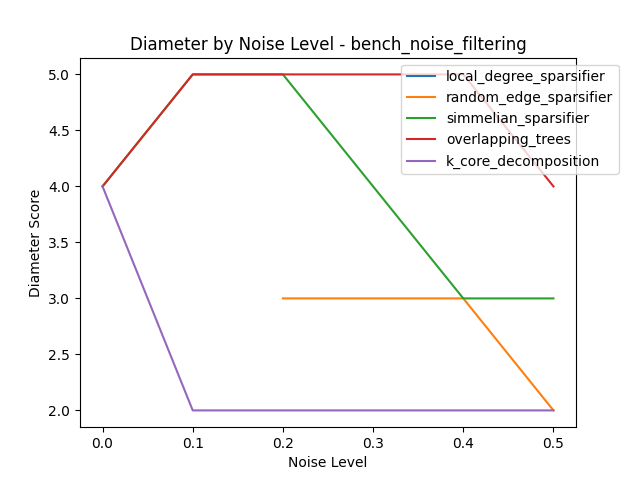 Diameter by Noise Level - bench_noise_filtering
local_degree_sparsifier
random_edge_sparsifier
simmelian_sparsifier
overlapping_trees
k_core_decomposition
5.0
4.5
4.0
3.5
3.0
2.5
2.0
Diameter Score
0.0 0.1 0.2 0.3 0.4 0.5
Noise Level